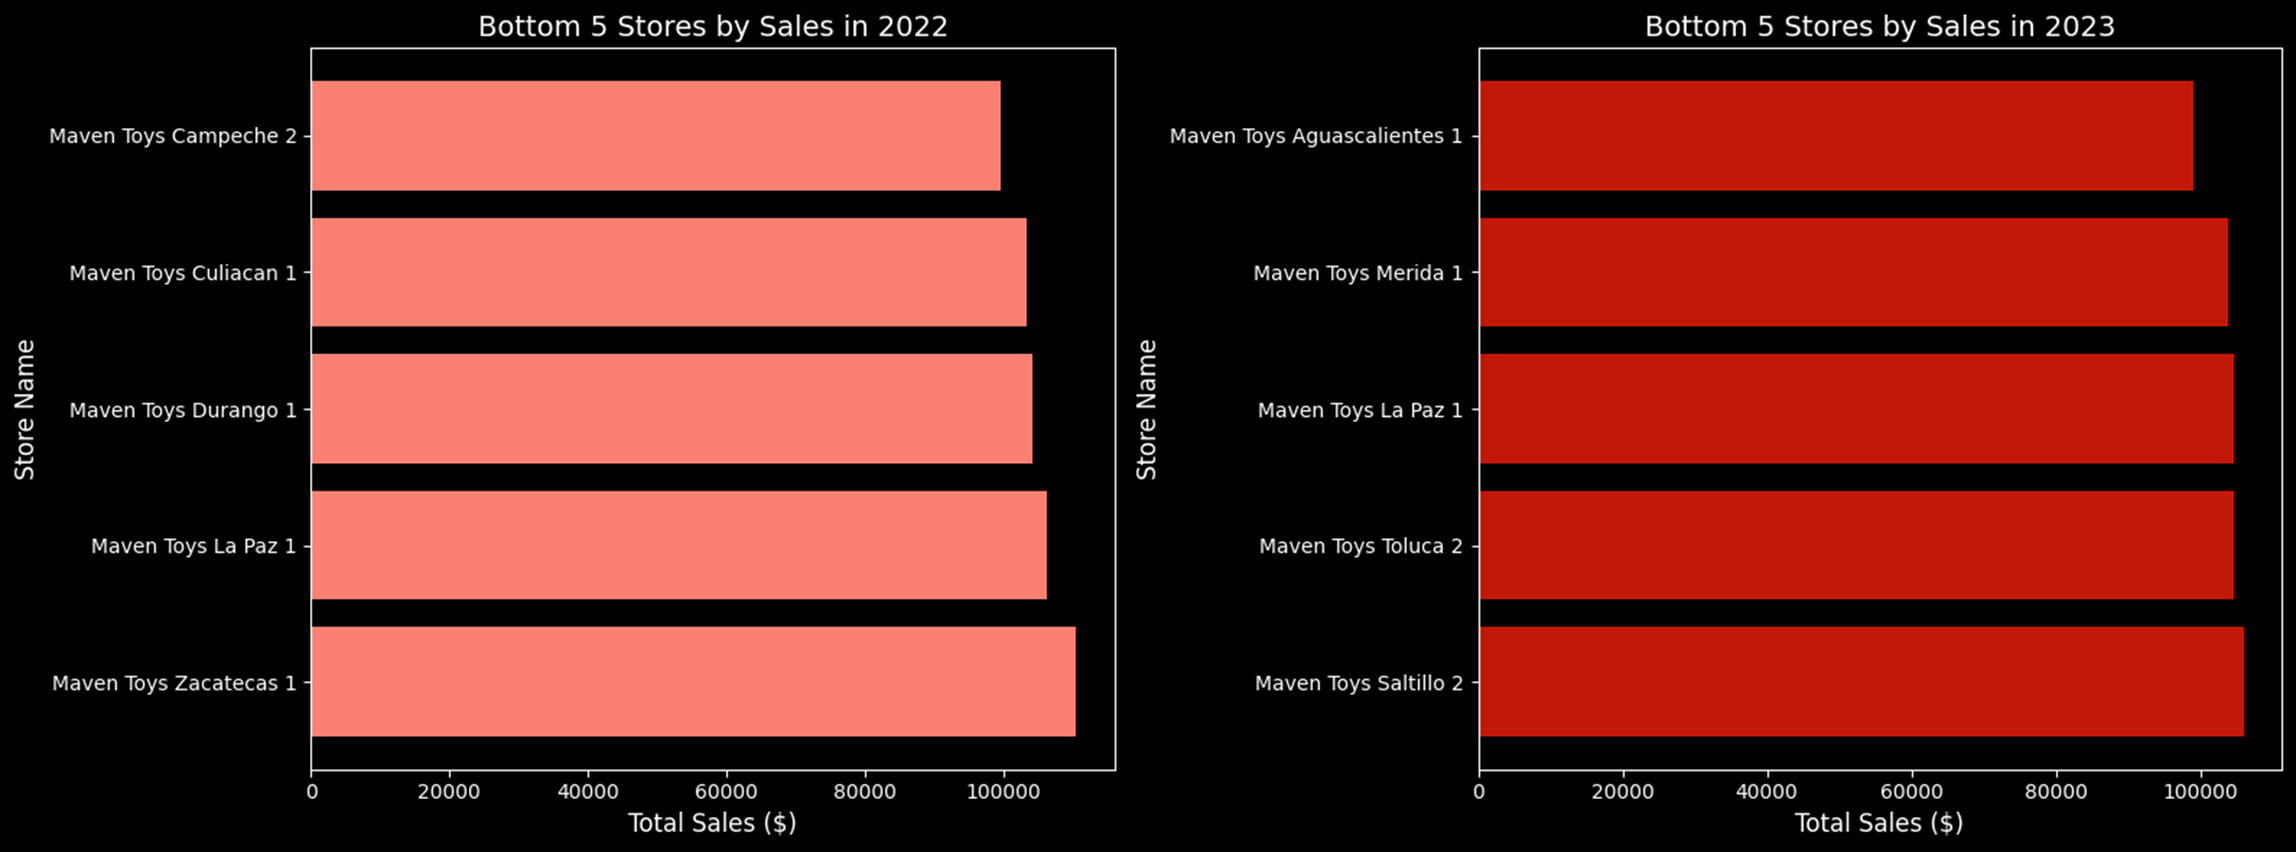 Bottom 5 Stores by Sales in 2022
Store Name
Maven Toys Campeche 2
Maven Toys Culiacan 1
Maven Toys Durango 1
Maven Toys La Paz 1
Maven Toys Zacatecas 1
0 20000 40000 60000 80000 100000
Total Sales ($)
Bottom 5 Stores by Sales in 2023
Store Name
Maven Toys Aguascalientes 1
Maven Toys Merida 1
Maven Toys La Paz 1
Maven Toys Toluca 2
Maven Toys Saltillo 2
0 20000 40000 60000 80000 100000
Total Sales ($)